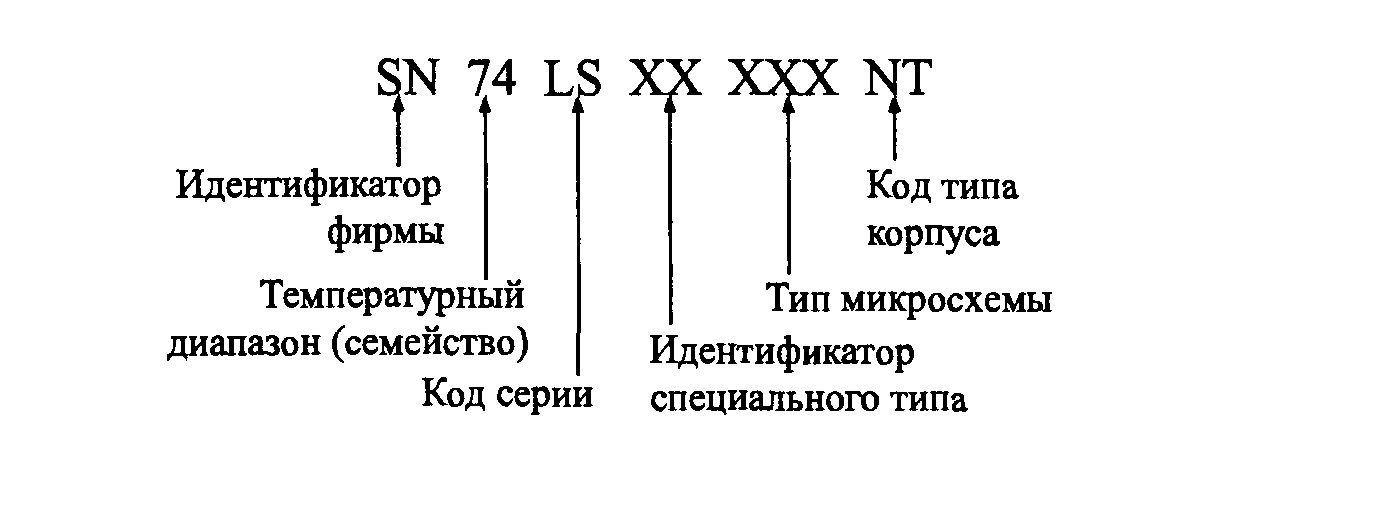 SN 74 LS XX XXX NT
Идентификатор
фирмы
Код типа
корпуса
Температурный
диапазон (семейство)
Тип микросхемы
Идентификатор
специального типа
Код серии